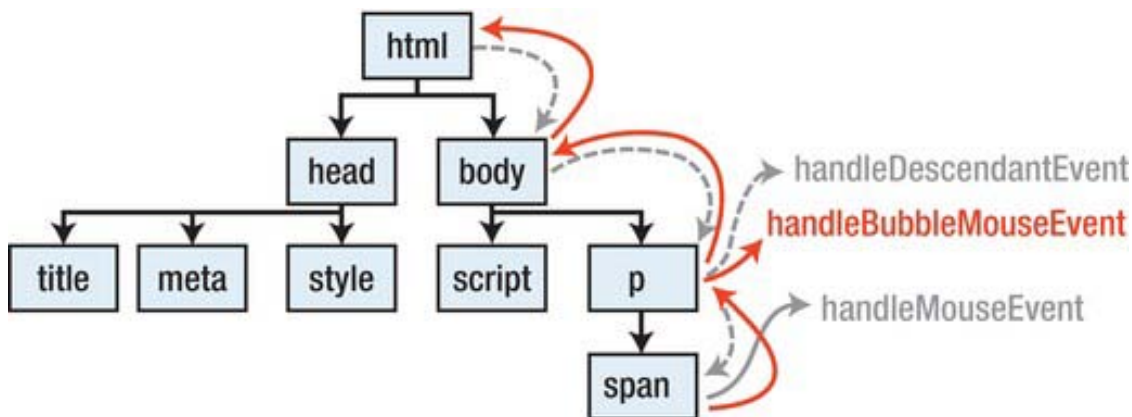 html
head
body
handleDescendantEvent
handleBubbleMouseEvent
title
meta
style
script
p
handleMouseEvent
span